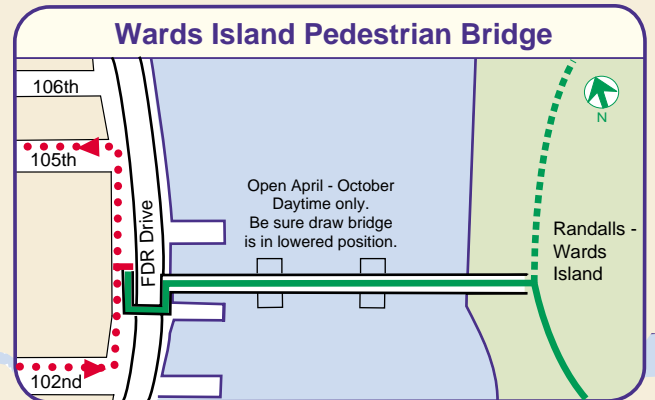 Wards Island Pedestrian Bridge
106th
105th
FDR Drive
102nd
Open April - October
Daytime only.
Be sure draw bridge
is in lowered position.
N
Randalls -
Wards
Island